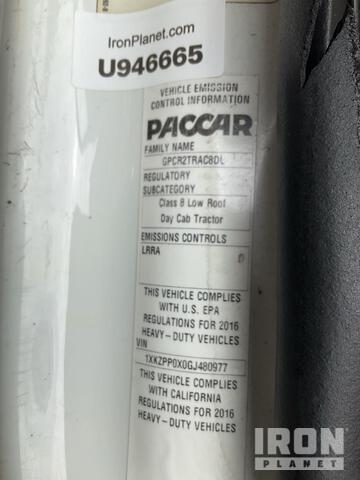 IronPlanet.com
U946665
VEHICLE EMISSION
CONTROL INFORMATION
PACCAR
FAMILY NAME
GPCR2TRAC8DL
REGULATORY
SUBCATEGORY
Class 8 Low Roof
Day Cab Tractor
EMISSIONS CONTROLS
LRRA
THIS VEHICLE COMPLIES
WITH U.S. EPA
REGULATIONS FOR 2016
HEAVY-DUTY VEHICLES
VIN
1XKZPP0X0GJ480977
THIS VEHICLE COMPLIES
WITH CALIFORNIA
REGULATIONS FOR 2016
HEAVY-DUTY VEHICLES
IRON
PLANET